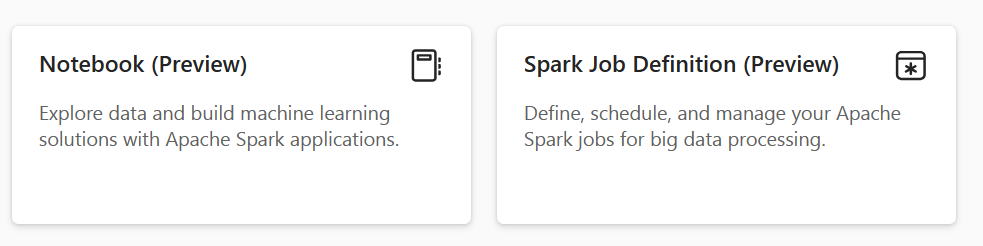 Notebook (Preview)
Explore data and build machine learning
solutions with Apache Spark applications.
Spark Job Definition (Preview)
Define, schedule, and manage your Apache
Spark jobs for big data processing.